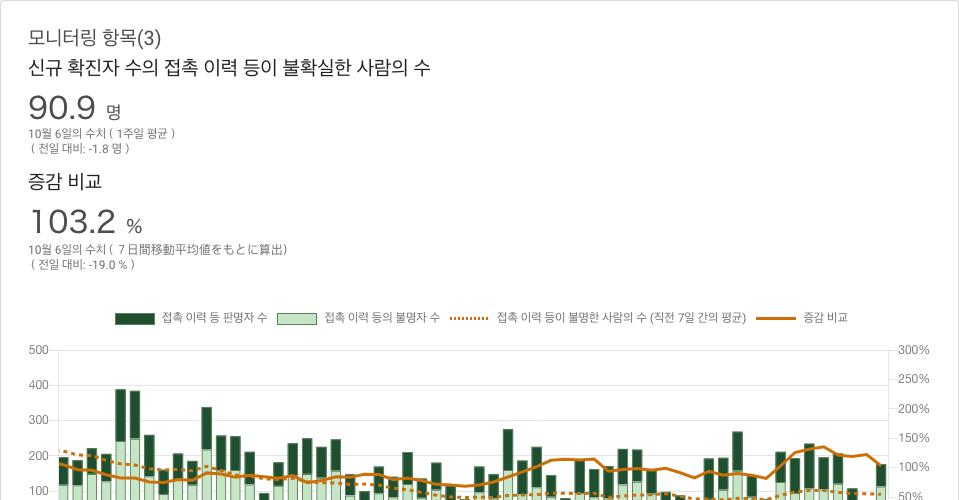 모니터링 항목(3)
신규 확진자 수의 접촉 이력 등이 불확실한 사람의 수
90.9 명
10월 6일의 수치 ( 1주일 평균 )
( 전일 대비: -1.8 명 )
증감 비교
103.2 %
10월 6일의 수치 ( ７日間移動平均値をもとに算出)
( 전일 대비: -19.0 % )
접촉 이력 등 판명자 수 접촉 이력 등의 불명자 수 접촉 이력 등이 불명한 사람의 수 (직전 7일 간의 평균) 증감 비교
500 300%
250%
400
200%
300
150%
200
100%
100 50%